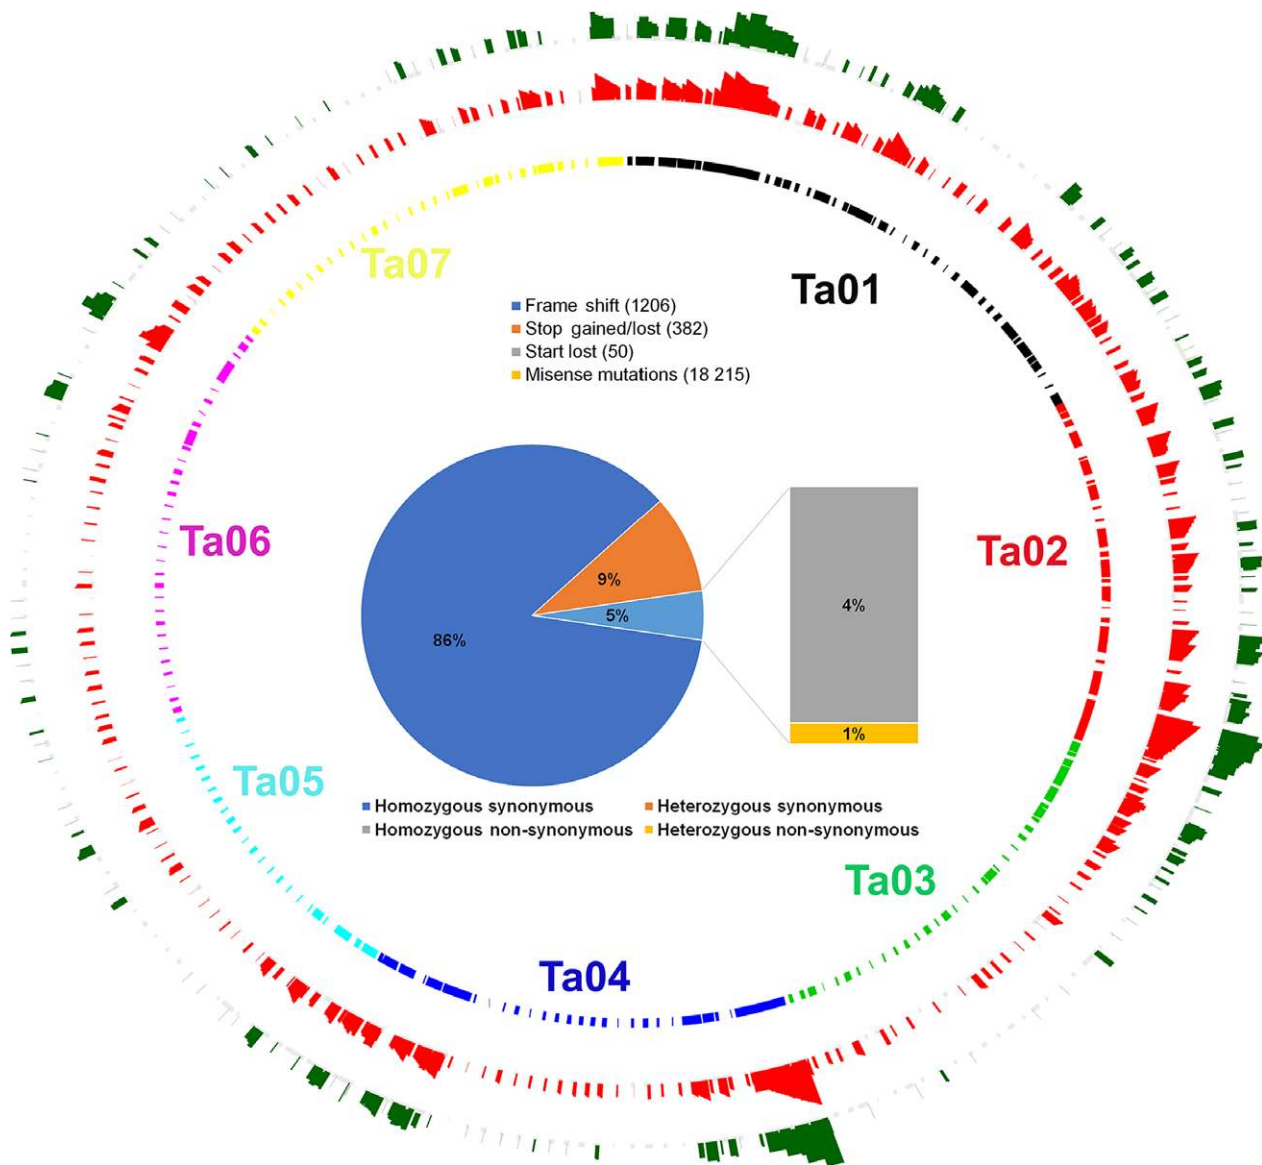 Ta07
Ta01
Frame shift (1206)
Stop gained/lost (382)
Start lost (50)
Misense mutations (18 215)
Ta06
Ta02
9%
4%
5%
86%
1%
Ta05
Homozygous synonymous Heterozygous synonymous
Homozygous non-synonymous Heterozygous non-synonymous
Ta03
Ta04